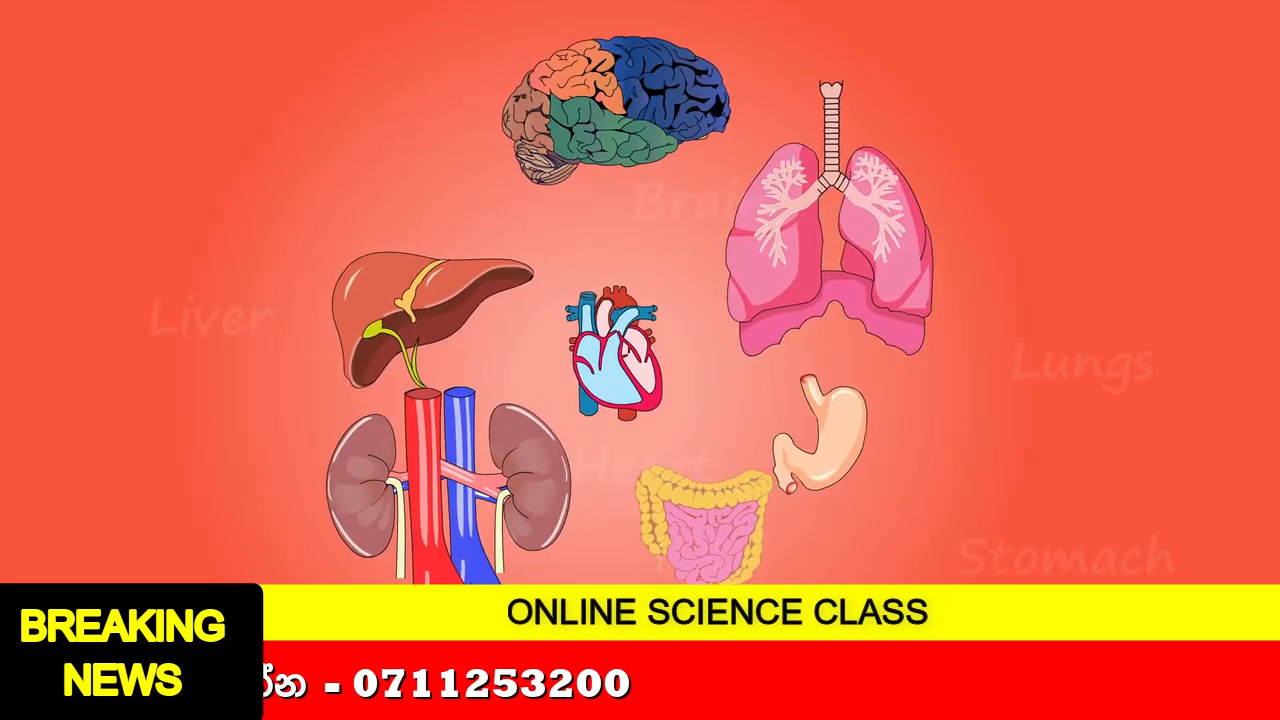 Brain
Liver
Lungs
Heart
Stomach
ONLINE SCIENCE CLASS
BREAKING
NEWS
- 0711253200